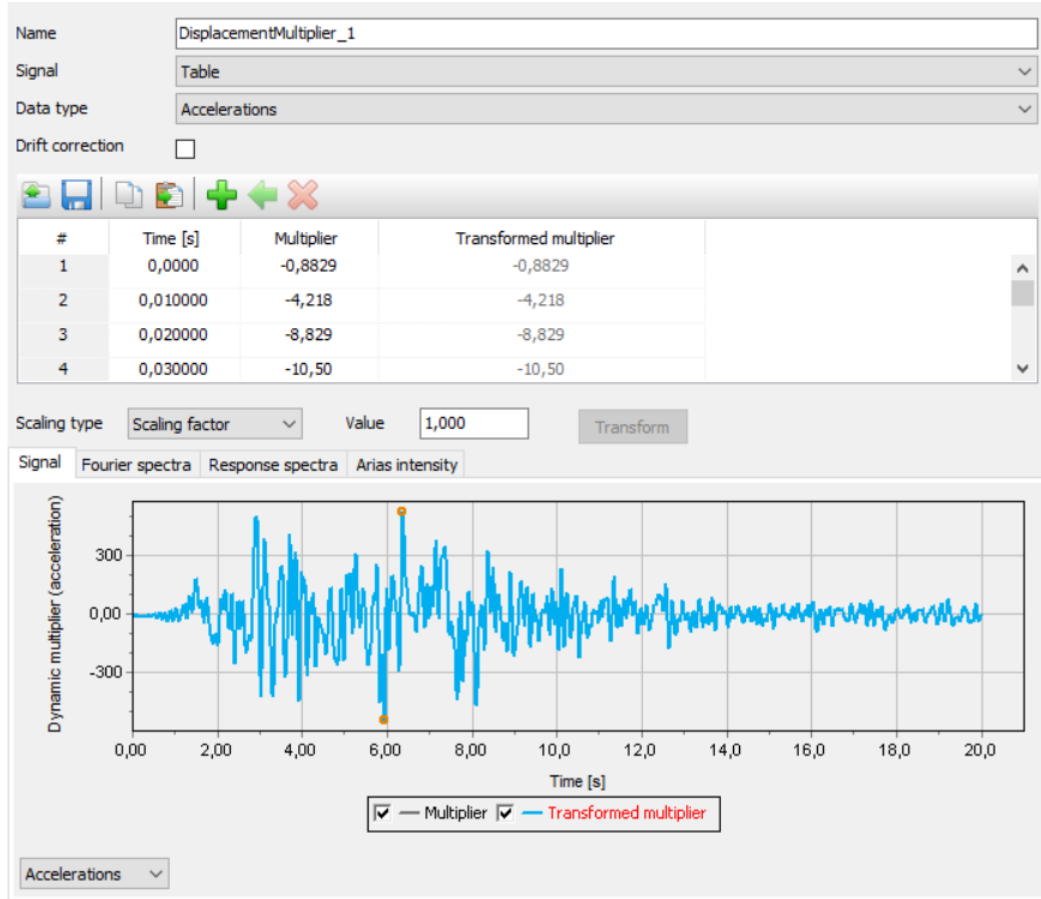 Name DisplacementMultiplier_1
Signal Table
Data type Accelerations
Drift correction
# Time [s] Multiplier Transformed multiplier
1 0,0000 -0,8829 -0,8829
2 0,010000 -4,218 -4,218
3 0,020000 -8,829 -8,829
4 0,030000 -10,50 -10,50
Scaling type Scaling factor Value 1,000 Transform
Signal Fourier spectra Response spectra Arias intensity
Dynamic multiplier (acceleration)
300
0,00
-300
0,00 2,00 4,00 6,00 8,00 10,0 12,0 14,0 16,0 18,0 20,0
Time [s]
Multiplier Transformed multiplier
Accelerations